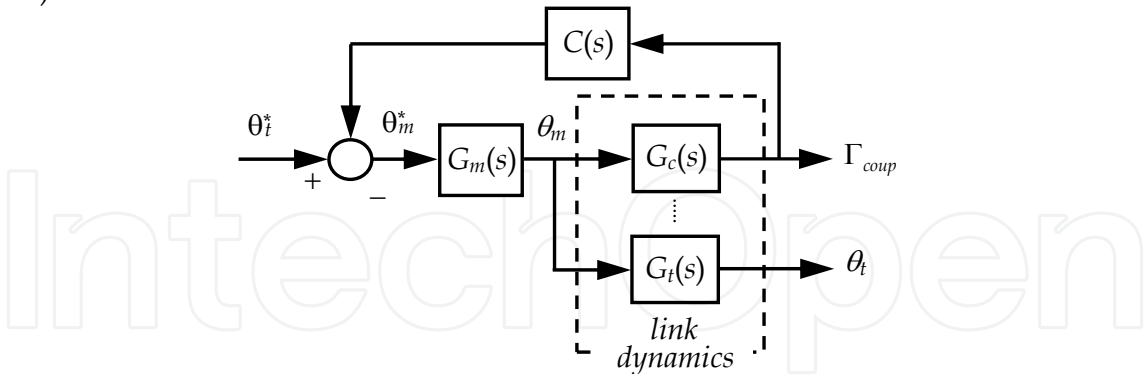 )
C(s)
θ*t
θ*m
θm
+
−
Gm(s)
Gc(s)
Γcoup
Gt(s)
θt
link
dynamics
IntechOpen